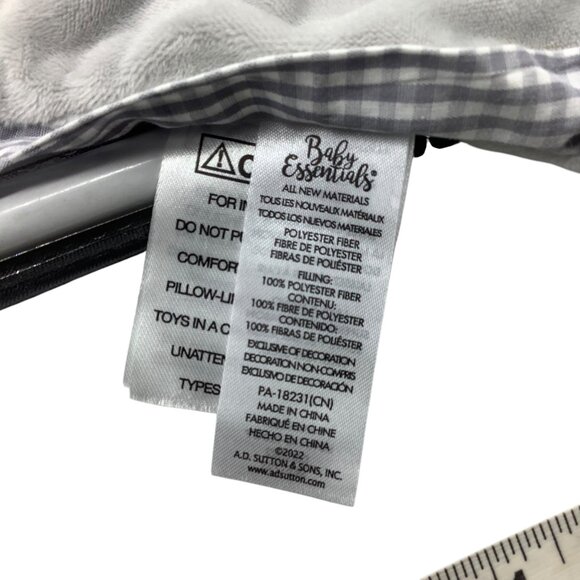 Baby
Essentials®
ALL NEW MATERIALS
TOUS LES NOUVEAUX MATÉRIAUX
TODOS LOS NUEVOS MATERIALES
POLYESTER FIBER
FIBRE DE POLYESTER
FIBRAS DE POLIÉSTER
FILLING:
100% POLYESTER FIBER
CONTENU:
100% FIBRE DE POLYESTER
CONTENIDO:
100% FIBRAS DE POLIÉSTER
EXCLUSIVE OF DECORATION
DECORATION NON-COMPRIS
EXCLUSIVO DE DECORACIÓN
PA-18231(CN)
MADE IN CHINA
FABRIQUÉ EN CHINE
HECHO EN CHINA
©2022
A.D. SUTTON & SONS, INC.
www.adsutton.com
FOR
DO NOT
COMFOR
PILLOW-LI
TOYS IN A
UNATTEN
TYPES